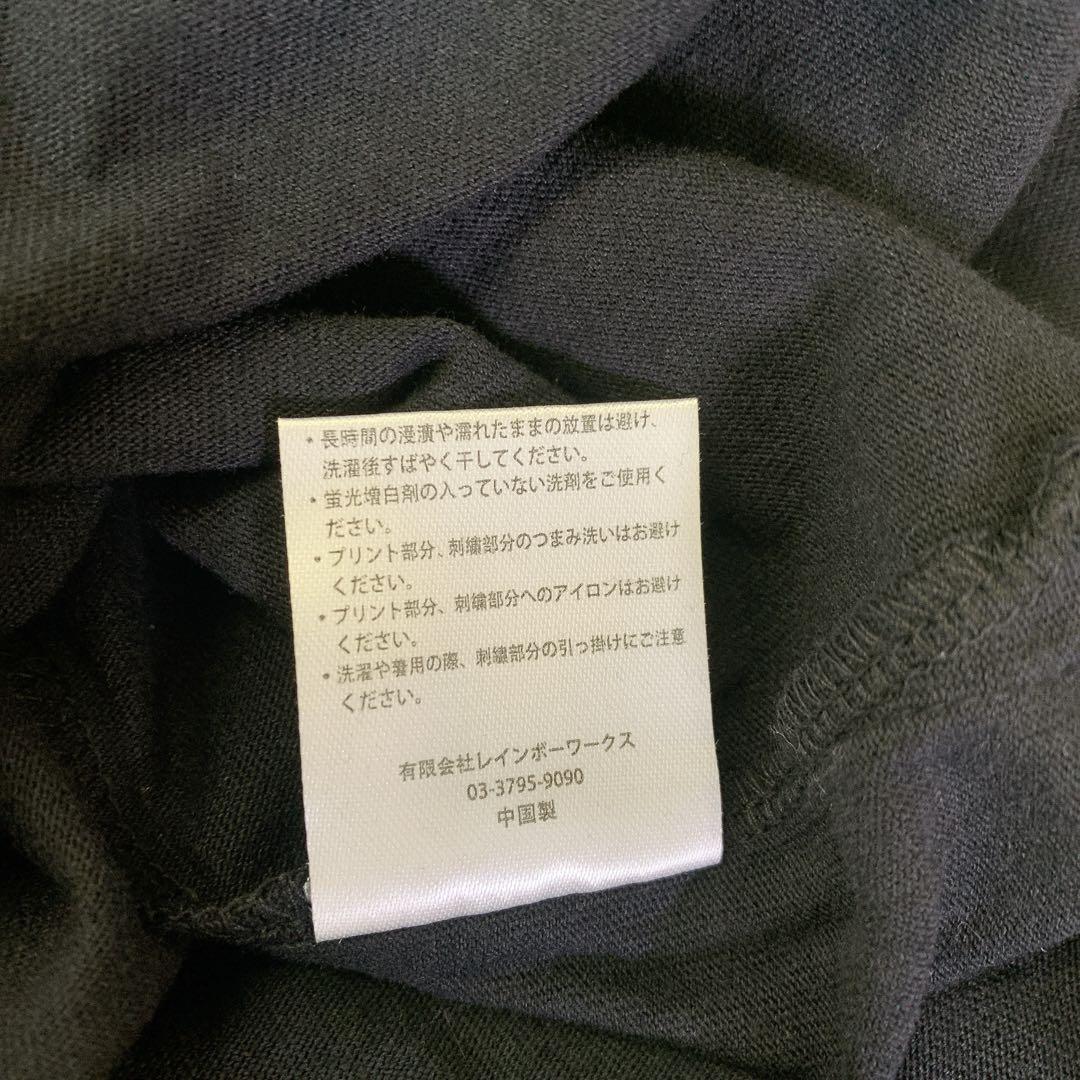 ・長時間の浸漬や濡れたままの放置は避け、
洗濯後すばやく干してください。
・蛍光増白剤の入っていない洗剤をご使用く
ださい。
・プリント部分、刺繍部分のつまみ洗いはお避け
ください。
・プリント部分、刺繍部分へのアイロンはお避け
ください。
・洗濯や着用の際、刺繍部分の引っ掛けにご注意
ください。
有限会社レインボーワークス
03-3795-9090
中国製